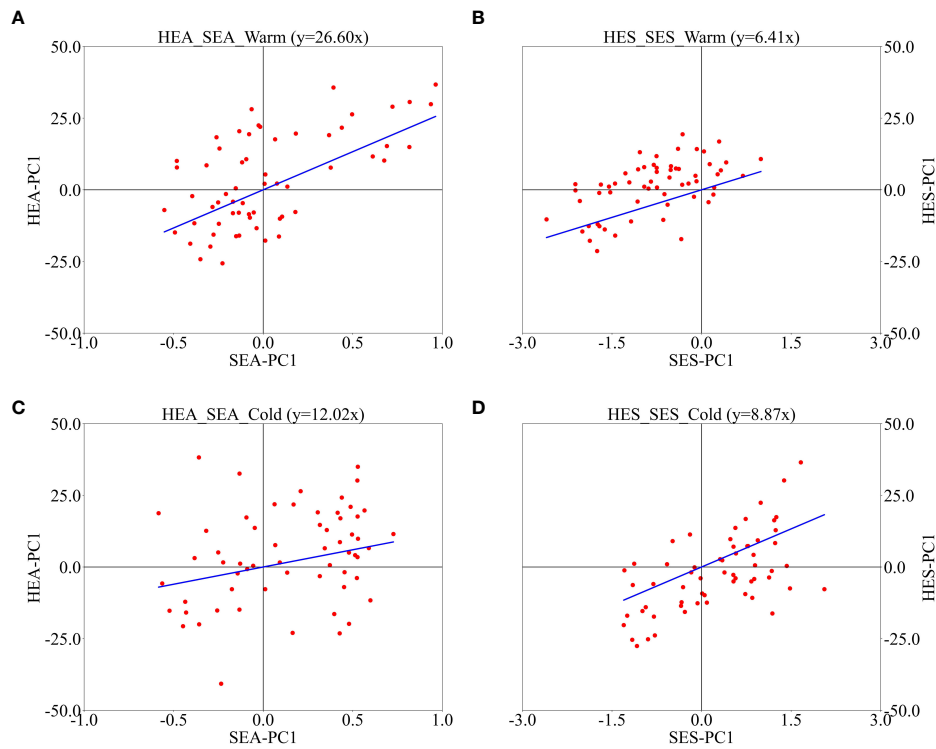 A
B
HEA_SEA_Warm (y=26.60x)
HES_SES_Warm (y=6.41x)
50.0
25.0
0.0
-25.0
-50.0
HEA-PC1
-1.0
-0.5
0.0
0.5
1.0
SEA-PC1
50.0
25.0
0.0
-25.0
-50.0
HES-PC1
-3.0
-1.5
0.0
1.5
3.0
SES-PC1
C
D
HEA_SEA_Cold (y=12.02x)
HES_SES_Cold (y=8.87x)
50.0
25.0
0.0
-25.0
-50.0
HEA-PC1
-1.0
-0.5
0.0
0.5
1.0
SEA-PC1
50.0
25.0
0.0
-25.0
-50.0
HES-PC1
-3.0
-1.5
0.0
1.5
3.0
SES-PC1